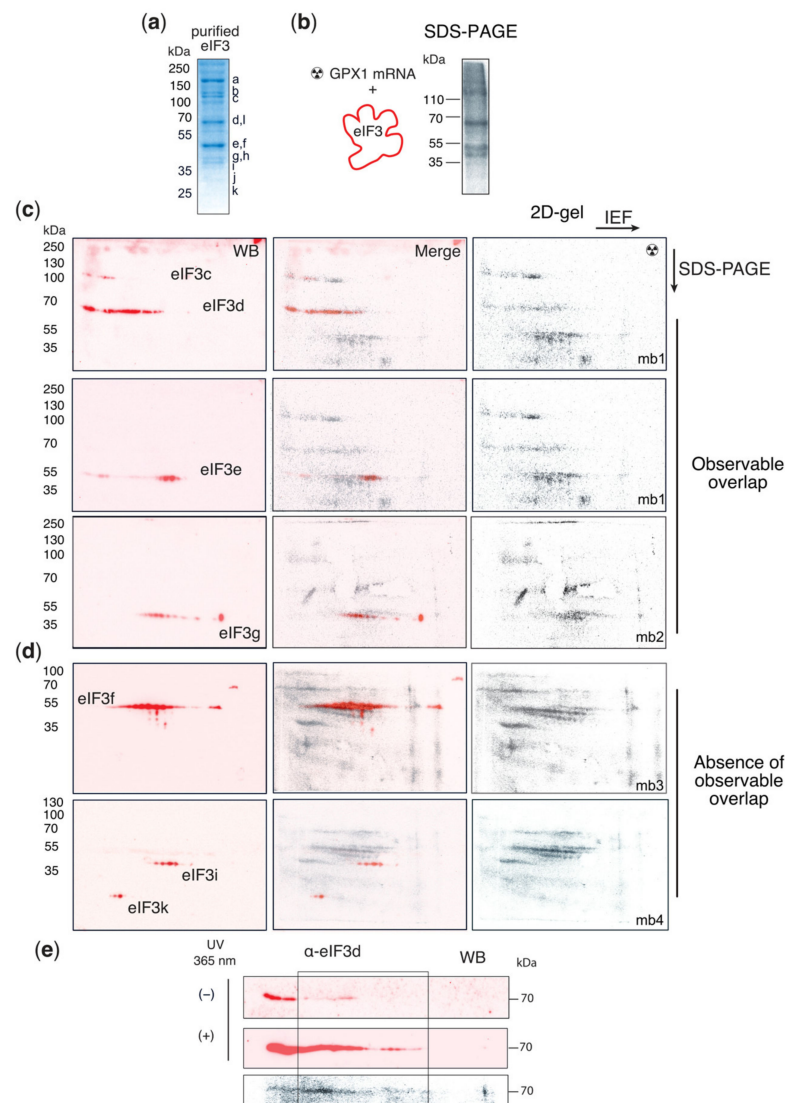 (a)
purified
eIF3
kDa
250
150
100
70
55
35
25
a
b
c
d,l
e,f
g,h
i
j
k
(b)
SDS-PAGE
kDa
☢ GPX1 mRNA
+
eIF3
110
70
55
35
(c)
2D-gel IEF
kDa
250
130
100
70
55
35
WB
eIF3c
eIF3d
Merge
☢
mb1
SDS-PAGE
250
130
100
70
55
35
eIF3e
mb1
Observable
overlap
250
130
100
70
55
35
eIF3g
mb2
(d)
100
70
55
35
eIF3f
mb3
Absence of
observable
overlap
130
100
70
55
35
eIF3i
eIF3k
mb4
(e)
UV
365 nm
α-eIF3d
WB
kDa
(−)
70
(+)
70
70